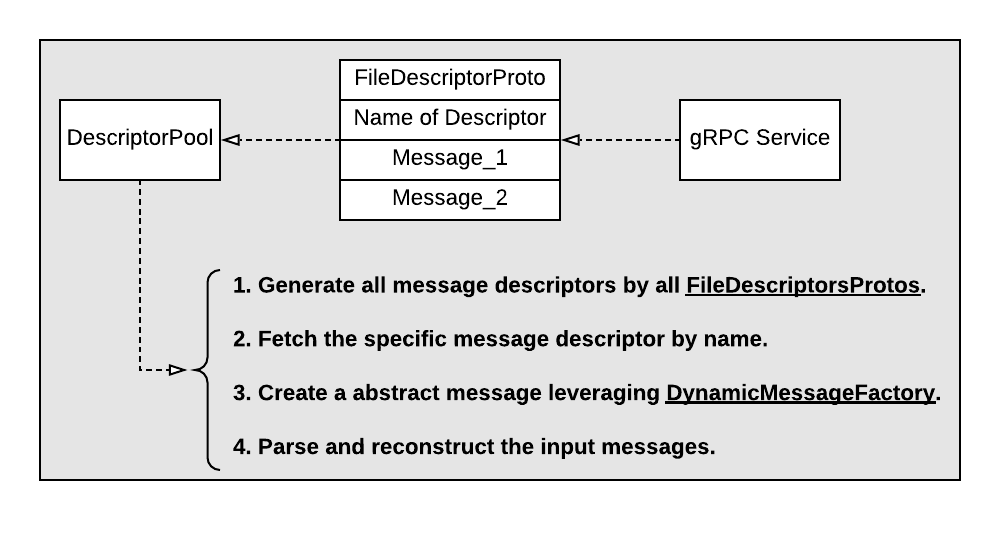 FileDescriptorProto
DescriptorPool
Name of Descriptor
gRPC Service
Message_1
Message_2
1. Generate all message descriptors by all FileDescriptorsProtos.
2. Fetch the specific message descriptor by name.
3. Create a abstract message leveraging DynamicMessageFactory.
4. Parse and reconstruct the input messages.